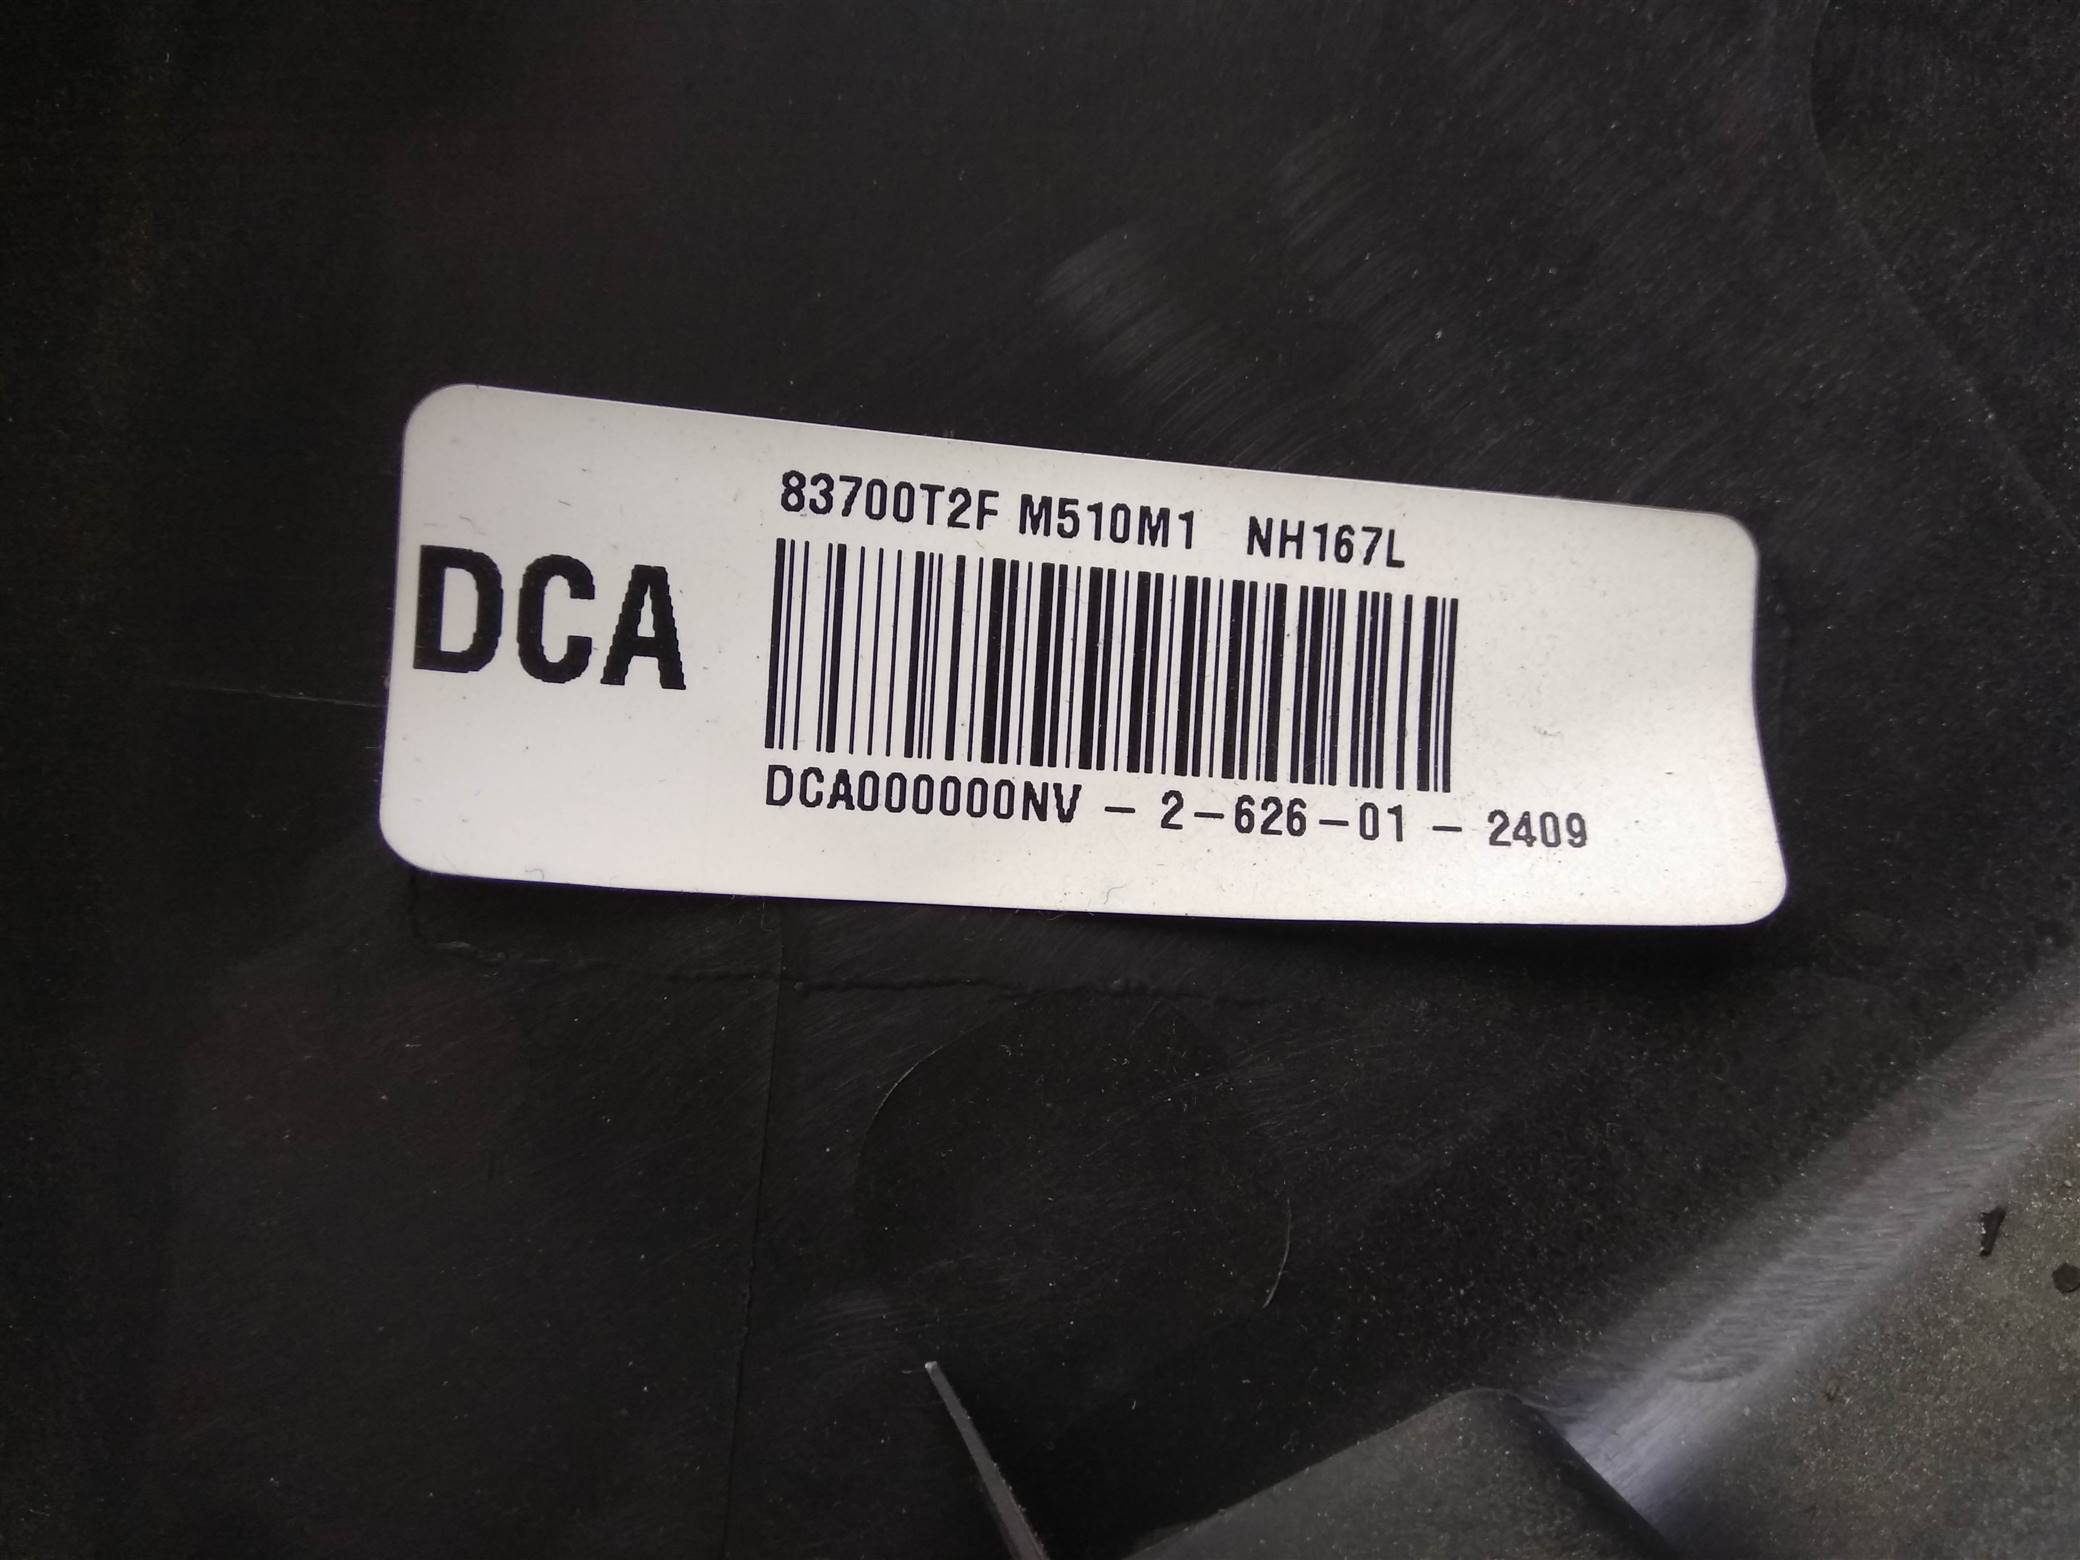 83700T2F M510M1 NH167L
DCA
DCA000000NV - 2-626-01 - 2409